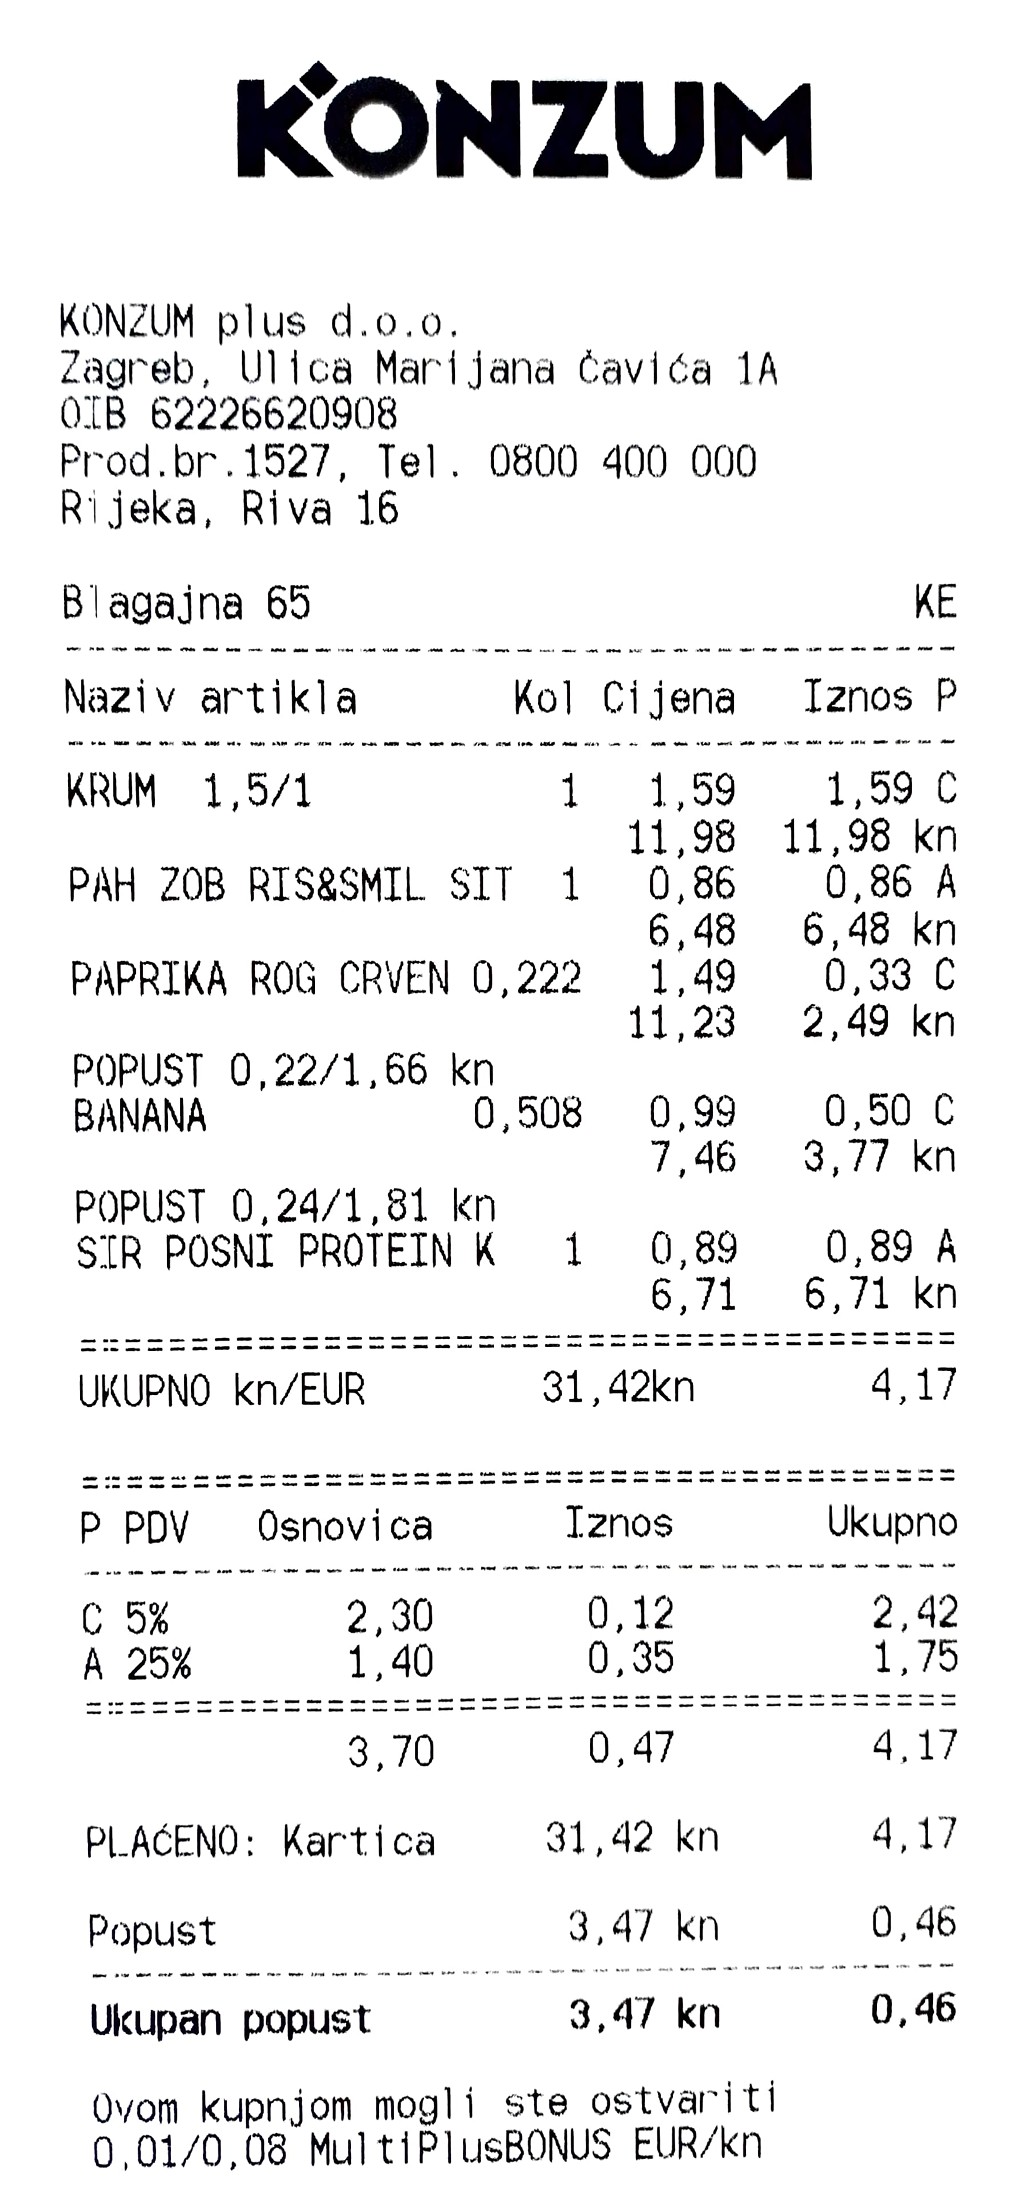 KONZUM
KONZUM plus d.o.o.
Zagreb, Ulica Marijana Čavića 1A
OIB 62226620908
Prod.br.1527, Tel. 0800 400 000
Rijeka, Riva 16
Blagajna 65 KE
Naziv artikla Kol Cijena Iznos P
KRUM 1,5/1 1 1,59 1,59 C
11,98 11,98 kn
PAH ZOB RIS&SMIL SIT 1 0,86 0,86 A
6,48 6,48 kn
PAPRIKA ROG CRVEN 0,222 1,49 0,33 C
11,23 2,49 kn
POPUST 0,22/1,66 kn
BANANA 0,508 0,99 0,50 C
7,46 3,77 kn
POPUST 0,24/1,81 kn
SIR POSNI PROTEIN K 1 0,89 0,89 A
6,71 6,71 kn
========================================
UKUPNO kn/EUR 31,42kn 4,17
========================================
P PDV Osnovica Iznos Ukupno
C 5% 2,30 0,12 2,42
A 25% 1,40 0,35 1,75
========================================
3,70 0,47 4,17
PLAĆENO: Kartica 31,42 kn 4,17
Popust 3,47 kn 0,46
Ukupan popust 3,47 kn 0,46
Ovom kupnjom mogli ste ostvariti
0,01/0,08 MultiPlusBONUS EUR/kn